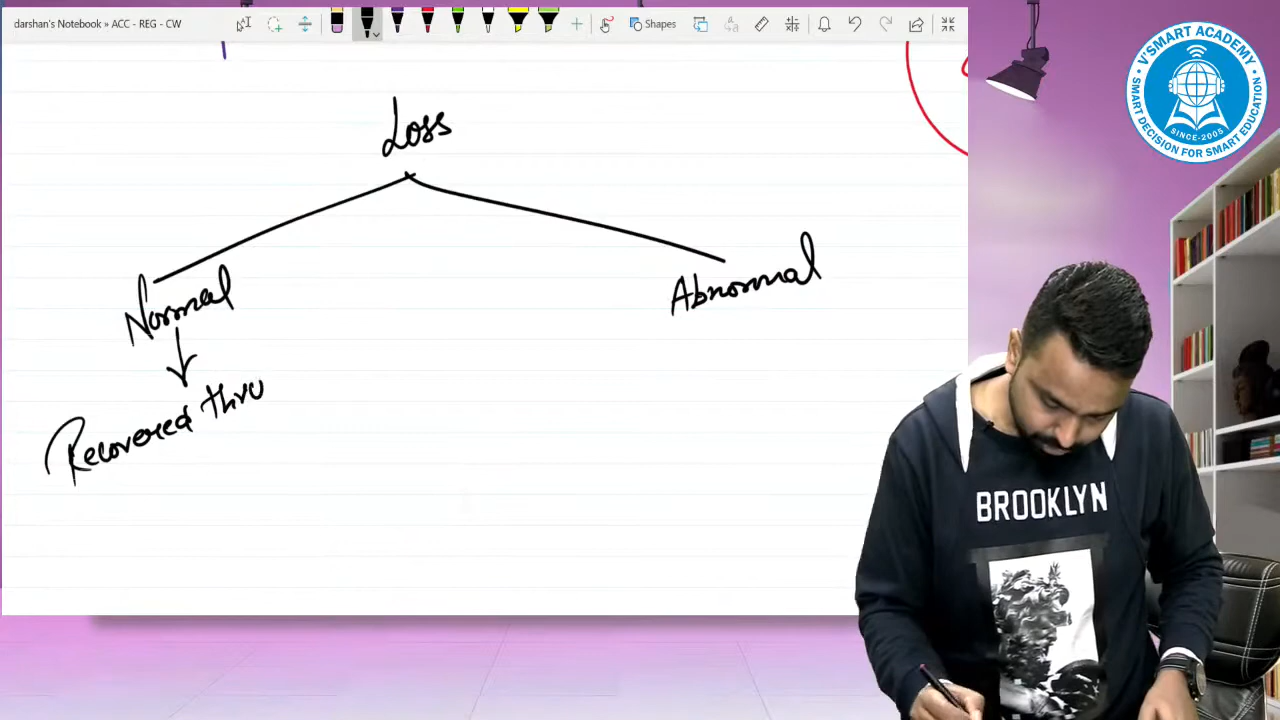 darshan's Notebook » ACC - REG - CW
Shapes
Loss
Normal
Abnormal
Recovered thro
V'SMART ACADEMY
SINCE-2005
SMART DECISION FOR SMART EDUCATION
BROOKLYN